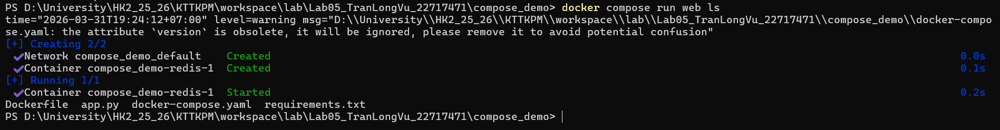 PS D:\University\HK2_25_26\KTTKPM\workspace\lab\Lab05_TranLongVu_22717471\compose_demo> docker compose run web ls
time="2026-03-31T19:24:12+07:00" level=warning msg="D:\\University\\HK2_25_26\\KTTKPM\\workspace\\lab\\Lab05_TranLongVu_22717471\\compose_demo\\docker-compo
se.yaml: the attribute `version` is obsolete, it will be ignored, please remove it to avoid potential confusion"
[+] Creating 2/2
✔Network compose_demo_default    Created    0.0s
✔Container compose_demo-redis-1  Created    0.1s
[+] Running 1/1
✔Container compose_demo-redis-1  Started    0.2s
Dockerfile  app.py  docker-compose.yaml  requirements.txt
PS D:\University\HK2_25_26\KTTKPM\workspace\lab\Lab05_TranLongVu_22717471\compose_demo>